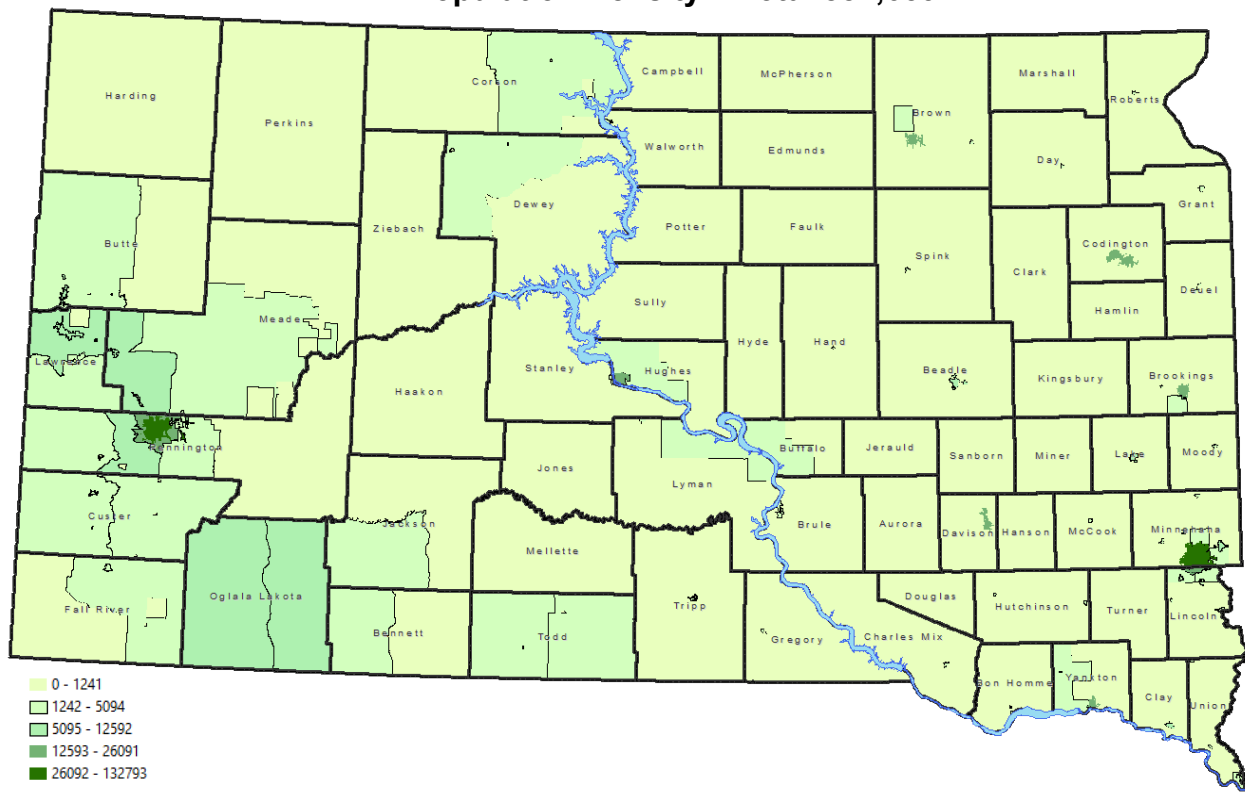 Population Density
Harding
Corson
Campbell
McPherson
Marshall
Roberts
Perkins
Brown
Walworth
Edmunds
Day
Dewey
Grant
Butte
Ziebach
Potter
Faulk
Spink
Codington
Clark
Deuel
Meade
Sully
Hamlin
Lawrence
Haakon
Stanley
Hughes
Hyde
Hand
Beadle
Kingsbury
Brookings
Pennington
Jones
Lyman
Buffalo
Jerauld
Sanborn
Miner
Lake
Moody
Custer
Jackson
Mellette
Brule
Aurora
Davison
Hanson
McCook
Minnehaha
Fall River
Oglala Lakota
Bennett
Todd
Tripp
Gregory
Douglas
Charles Mix
Hutchinson
Turner
Lincoln
Bon Homme
Yankton
Clay
Union
0 - 1241
1242 - 5094
5095 - 12592
12593 - 26091
26092 - 132793